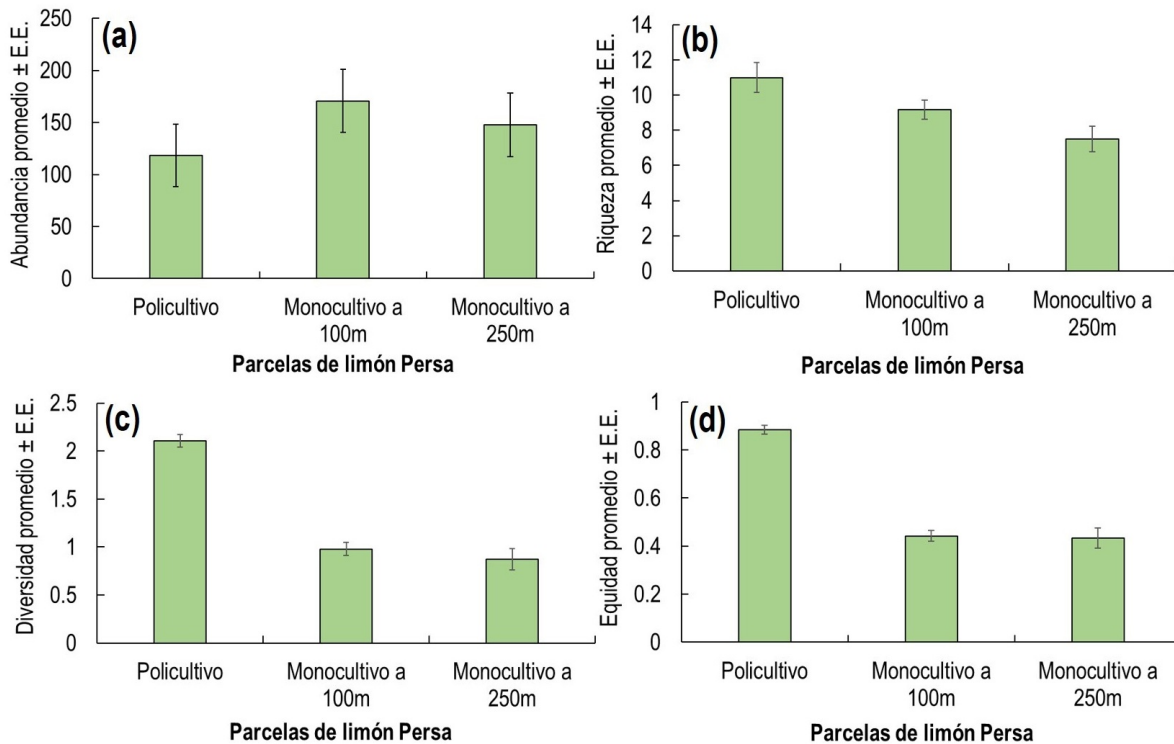 (a)
Abundancia promedio ± E.E.
250
200
150
100
50
0
Policultivo
Monocultivo a
100m
Monocultivo a
250m
Parcelas de limón Persa
(b)
Riqueza promedio ± E.E.
14
12
10
8
6
4
2
0
Policultivo
Monocultivo a
100m
Monocultivo a
250m
Parcelas de limón Persa
(c)
Diversidad promedio ± E.E.
2.5
2
1.5
1
0.5
0
Policultivo
Monocultivo a
100m
Monocultivo a
250m
Parcelas de limón Persa
(d)
Equidad promedio ± E.E.
1
0.8
0.6
0.4
0.2
0
Policultivo
Monocultivo a
100m
Monocultivo a
250m
Parcelas de limón Persa